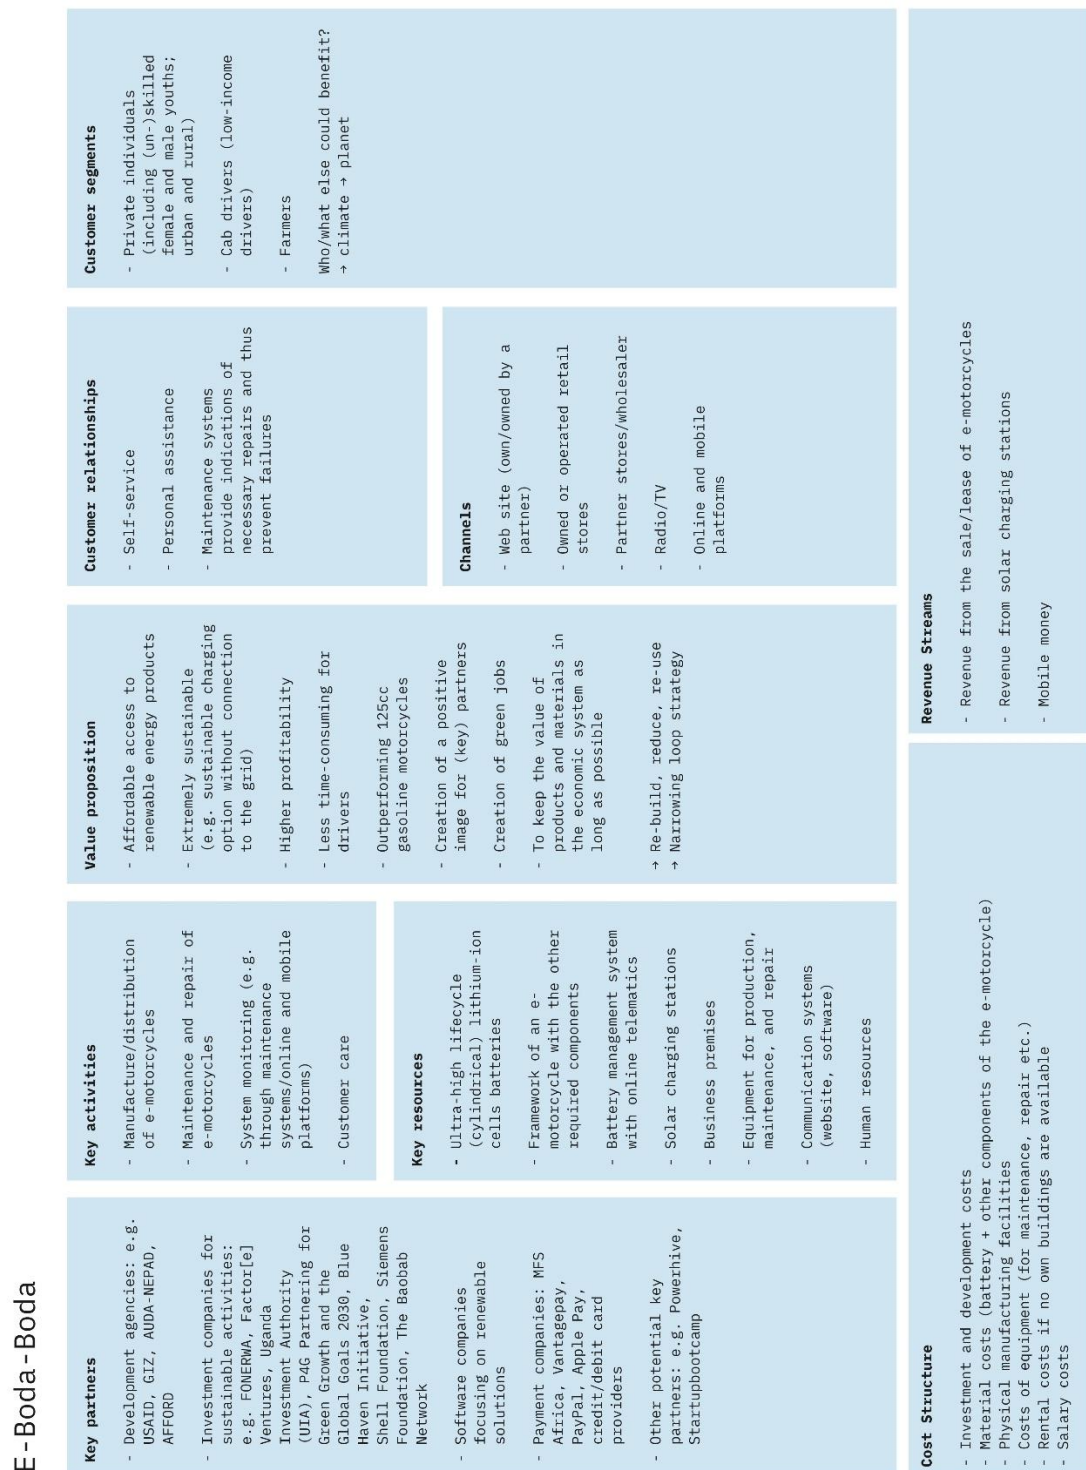 E-Boda-Boda
Key partners
- Development agencies: e.g.
USAID, GIZ, AUDA-NEPAD,
AFFORD
- Investment companies for
sustainable activities:
e.g. FONERWA, Factor[e]
Ventures, Uganda
Investment Authority
(UIA), P4G Partnering for
Green Growth and the
Global Goals 2030, Blue
Haven Initiative,
Shell Foundation, Siemens
Foundation, The Baobab
Network
- Software companies
focusing on renewable
solutions
- Payment companies: MFS
Africa, Vantagepay,
PayPal, Apple Pay,
credit/debit card
providers
- Other potential key
partners: e.g. Powerhive,
Startupbootcamp
Key activities
- Manufacture/distribution
of e-motorcycles
- Maintenance and repair of
e-motorcycles
- System monitoring (e.g.
through maintenance
systems/online and mobile
platforms)
- Customer care
Key resources
- Ultra-high lifecycle
(cylindrical) lithium-ion
cells batteries
- Framework of an e-
motorcycle with the other
required components
- Battery management system
with online telematics
- Solar charging stations
- Business premises
- Equipment for production,
maintenance, and repair
- Communication systems
(website, software)
- Human resources
Value proposition
- Affordable access to
renewable energy products
- Extremely sustainable
(e.g. sustainable charging
option without connection
to the grid)
- Higher profitability
- Less time-consuming for
drivers
- Outperforming 125cc
gasoline motorcycles
- Creation of a positive
image for (key) partners
- Creation of green jobs
- To keep the value of
products and materials in
the economic system as
long as possible
→ Re-build, reduce, re-use
→ Narrowing loop strategy
Customer relationships
- Self-service
- Personal assistance
- Maintenance systems
provide indications of
necessary repairs and thus
prevent failures
Channels
- Web site (own/owned by a
partner)
- Owned or operated retail
stores
- Partner stores/wholesaler
- Radio/TV
- Online and mobile
platforms
Customer segments
- Private individuals
(including (un-)skilled
female and male youths;
urban and rural)
- Cab drivers (low-income
drivers)
- Farmers
Who/what else could benefit?
→ climate → planet
Cost Structure
- Investment and development costs
- Material costs (battery + other components of the e-motorcycle)
- Physical manufacturing facilities
- Costs of equipment (for maintenance, repair etc.)
- Rental costs if no own buildings are available
- Salary costs
Revenue Streams
- Revenue from the sale/lease of e-motorcycles
- Revenue from solar charging stations
- Mobile money